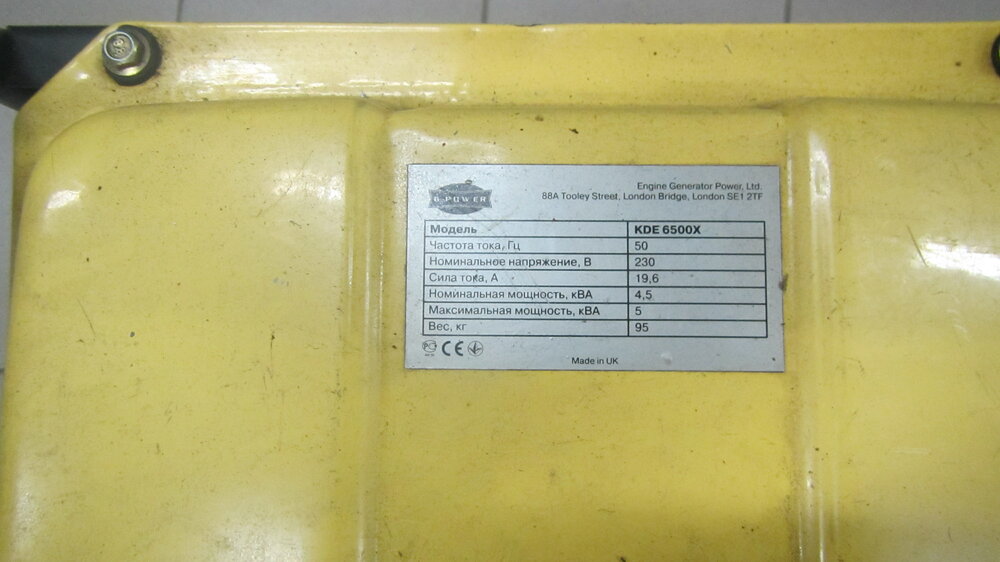 G-POWER
Engine Generator Power, Ltd.
88A Tooley Street, London Bridge, London SE1 2TF
Модель KDE 6500X
Частота тока, Гц 50
Номинальное напряжение, В 230
Сила тока, А 19,6
Номинальная мощность, кВА 4,5
Максимальная мощность, кВА 5
Вес, кг 95
CE
Made in UK